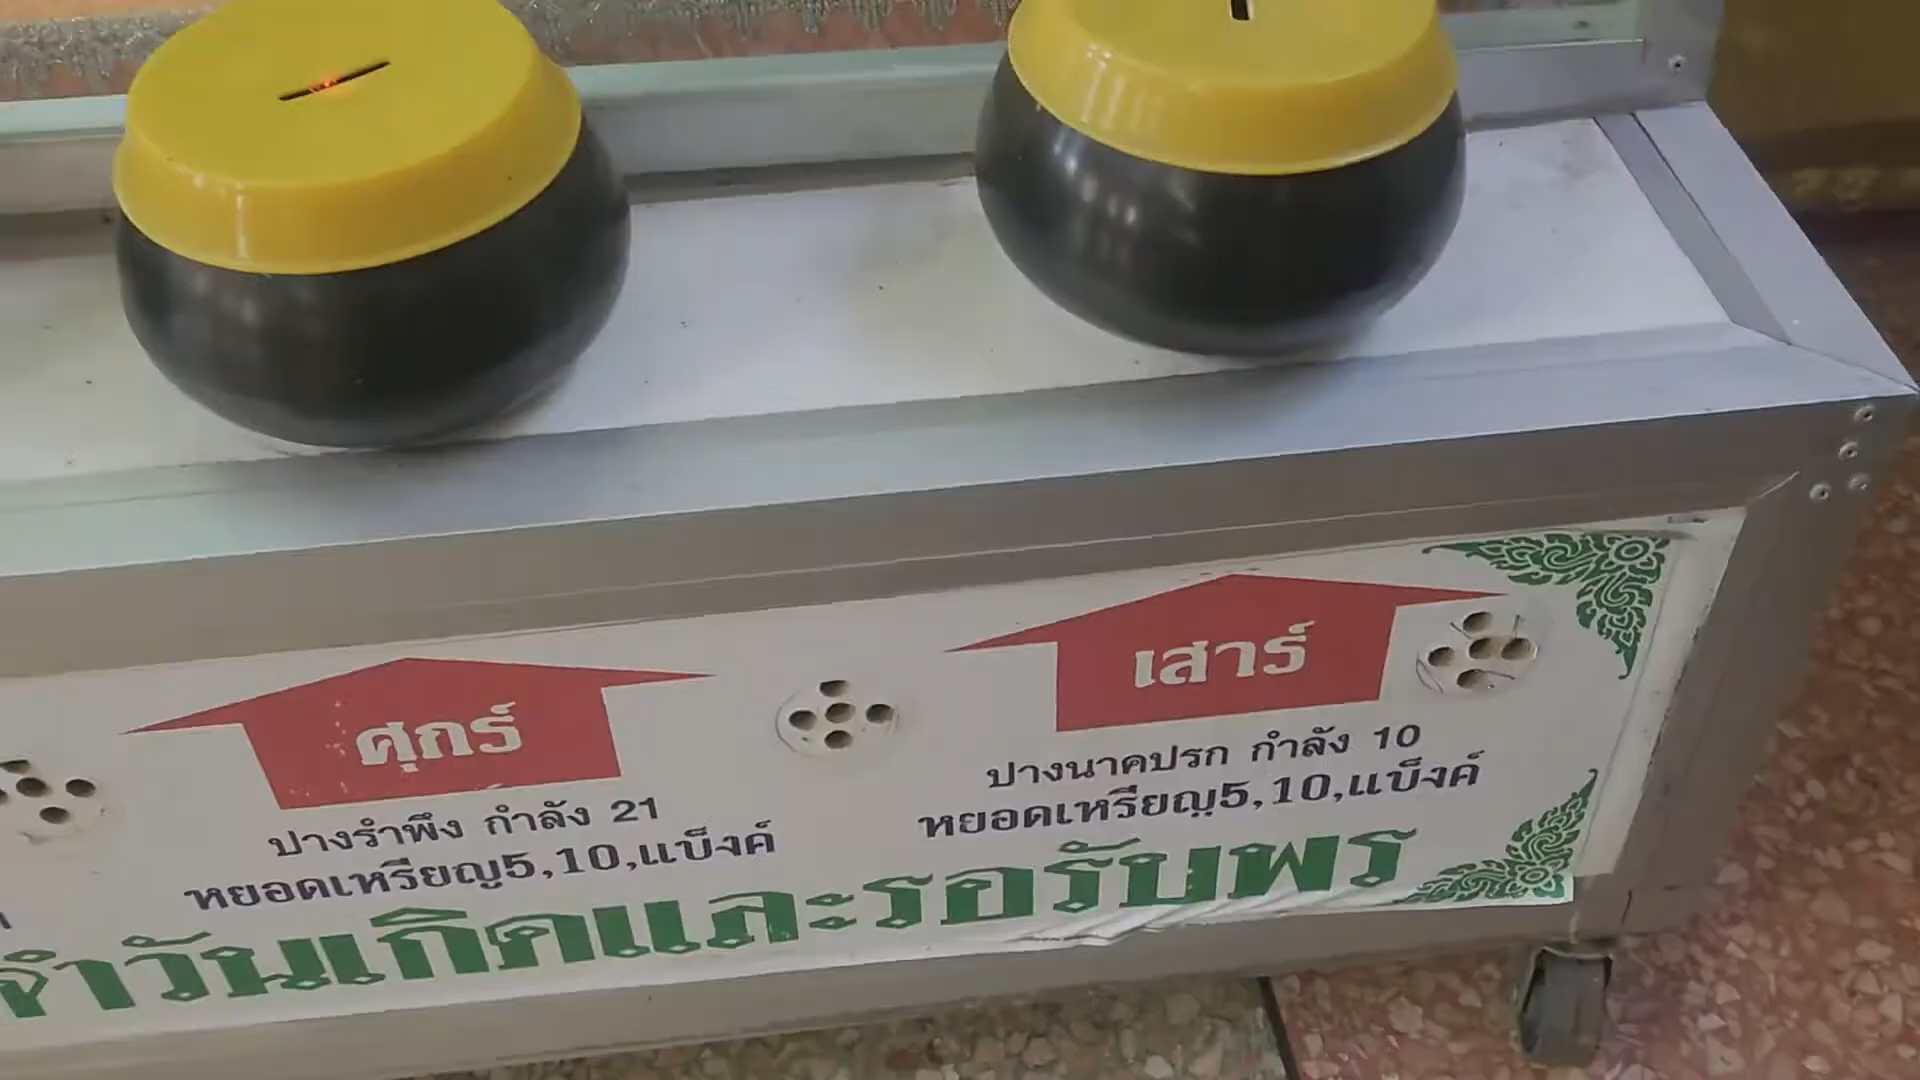 ศุกร์
ปางรำพึง กำลัง 21
หยอดเหรียญ5,10,แบ็งค์
เสาร์
ปางนาคปรก กำลัง 10
หยอดเหรียญ5,10,แบ็งค์
จำวันเกิดและรอรับพร